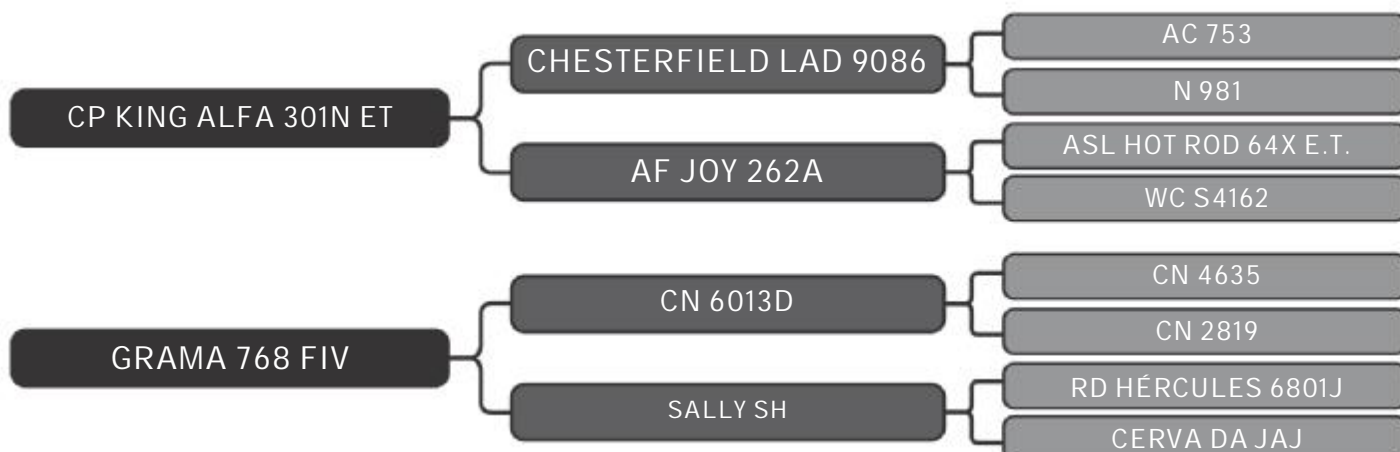 CP KING ALFA 301N ET
CHESTERFIELD LAD 9086
AC 753
N 981
AF JOY 262A
ASL HOT ROD 64X E.T.
WC S4162
GRAMA 768 FIV
CN 6013D
CN 4635
CN 2819
SALLY SH
RD HÉRCULES 6801J
CERVA DA JAJ